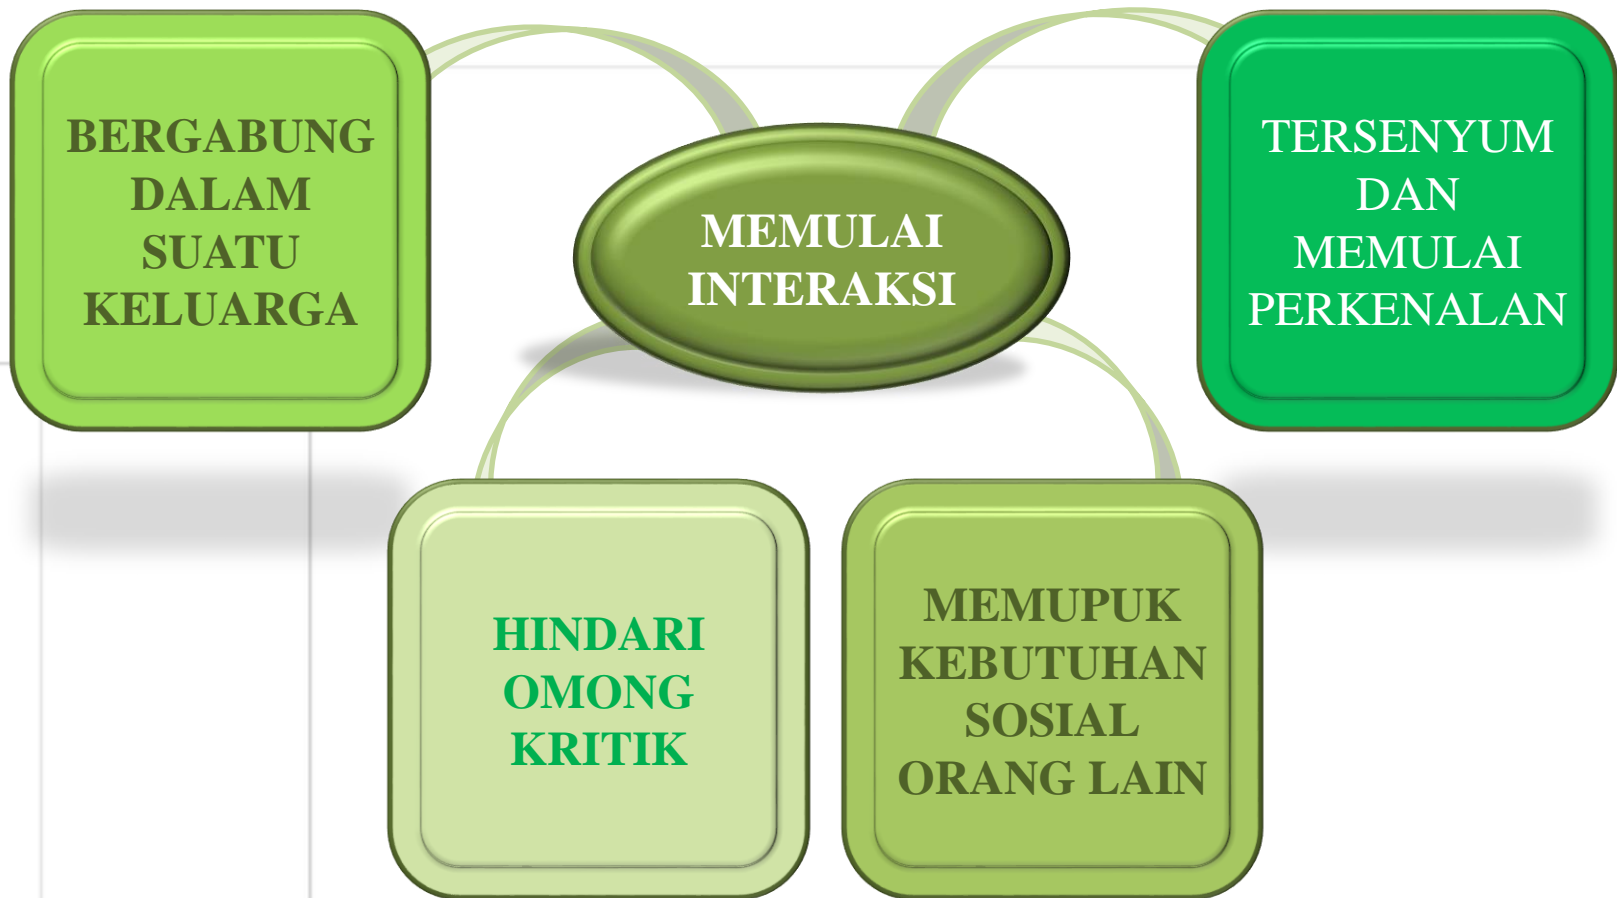 BERGABUNG
DALAM
SUATU
KELUARGA
MEMULAI
INTERAKSI
TERSENYUM
DAN
MEMULAI
PERKENALAN
HINDARI
OMONG
KRITIK
MEMUPUK
KEBUTUHAN
SOSIAL
ORANG LAIN